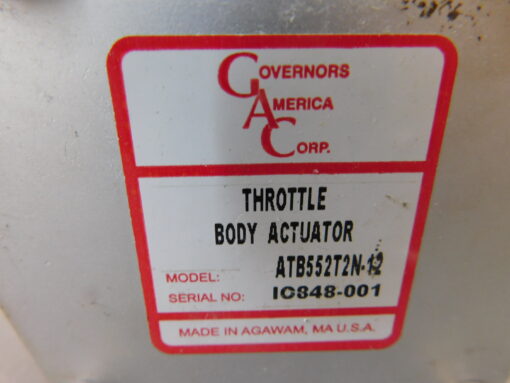 GOVERNORS
AMERICA
CORP.
THROTTLE
BODY ACTUATOR
MODEL: ATB552T2N-12
SERIAL NO: IC848-001
MADE IN AGAWAM, MA U.S.A.